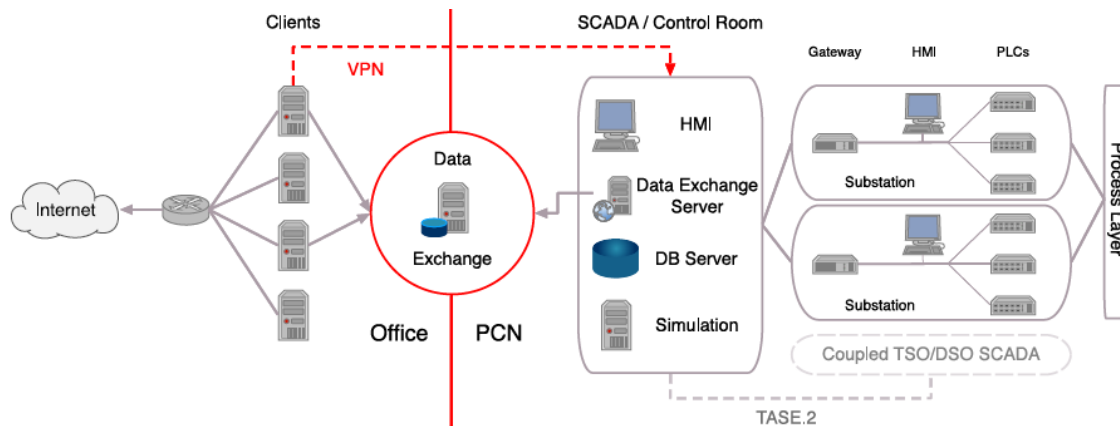 Clients
SCADA / Control Room
Gateway
HMI
PLCs
VPN
HMI
Data
Data Exchange
Server
Substation
Process Layer
Internet
Exchange
DB Server
Substation
Office
PCN
Simulation
Coupled TSO/DSO SCADA
TASE.2